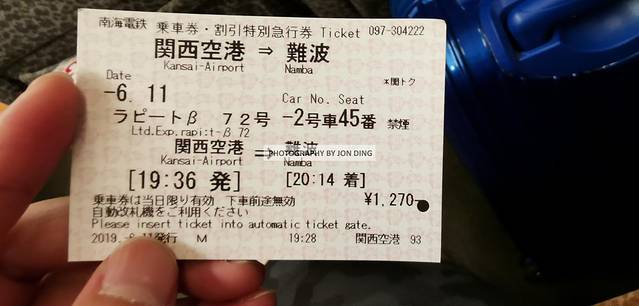 南海電鉄 乗車券・割引特別急行券 Ticket 097-304222
関西空港 ⇒ 難波
Kansai-Airport Namba
*関トク
Date
-6. 11 Car No. Seat
ラピートβ 72号 -2号車45番 禁煙
Ltd.Exp.rapi:t-β 72
関西空港 ⇒ 難波
PHOTOGRAPHY BY JON DING
Kansai-Airport Namba
[19:36 発] [20:14 着]
乗車券は当日限り有効 下車前途無効 ¥1,270-
自動改札機をご利用ください
Please insert ticket into automatic ticket gate.
2019. 発行 M 19:28 関西空港 93